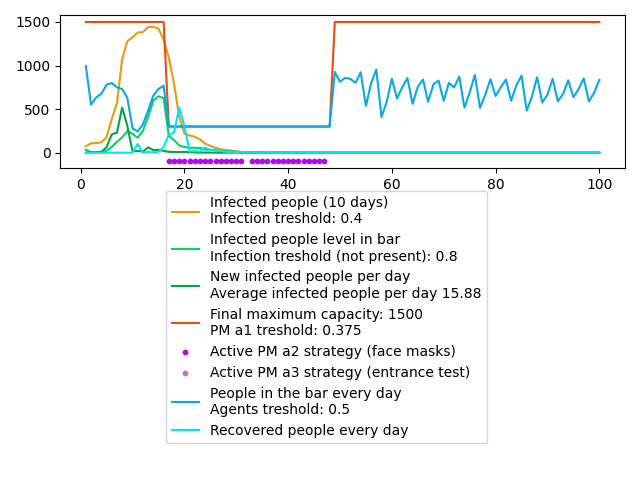 1500
1000
500
0
0
20
40
60
80
100
Infected people (10 days)
Infection treshold: 0.4
Infected people level in bar
Infection treshold (not present): 0.8
New infected people per day
Average infected people per day 15.88
Final maximum capacity: 1500
PM a1 treshold: 0.375
Active PM a2 strategy (face masks)
Active PM a3 strategy (entrance test)
People in the bar every day
Agents treshold: 0.5
Recovered people every day